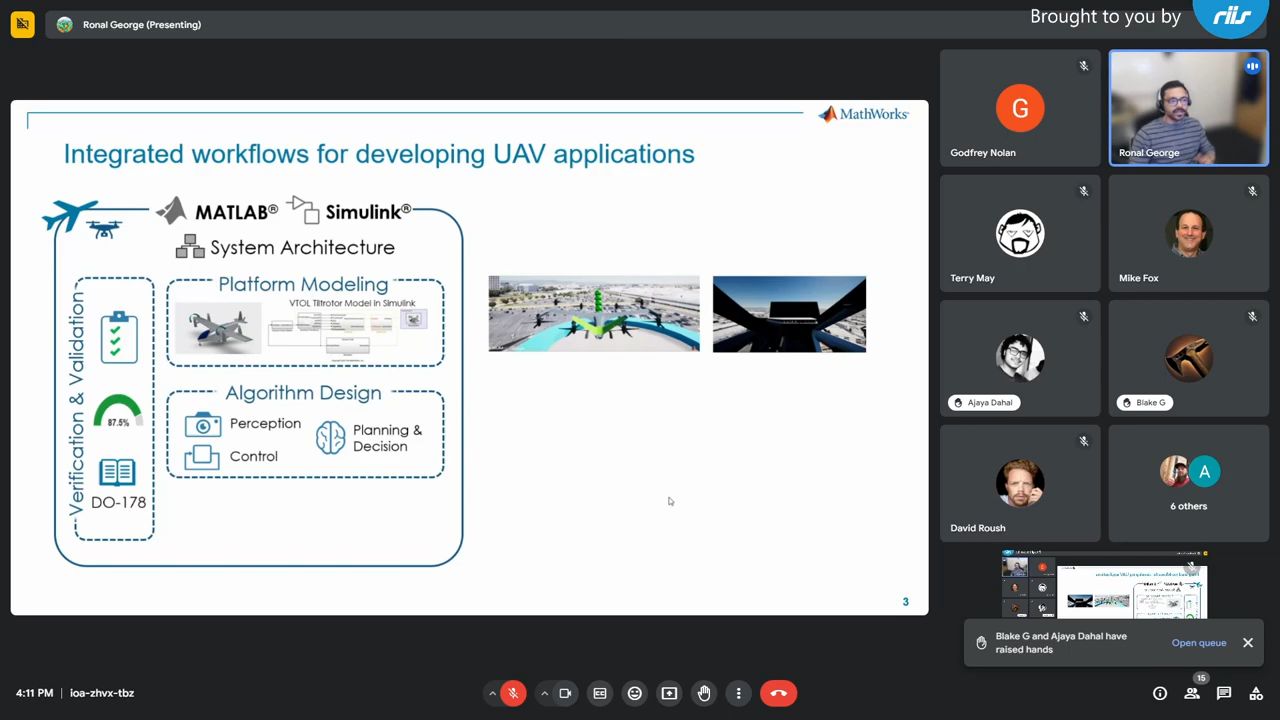 Ronal George (Presenting)
Brought to you by
riis
MathWorks®
Integrated workflows for developing UAV applications
MATLAB® Simulink®
System Architecture
Verification & Validation
87.5%
DO-178
Platform Modeling
VTOL Tiltrotor Model in Simulink
Algorithm Design
Perception
Control
Planning &
Decision
3
G
Godfrey Nolan
Ronal George
Terry May
Mike Fox
Ajaya Dahal
Blake G
David Roush
A
6 others
Blake G and Ajaya Dahal have
raised hands
Open queue
4:11 PM | ioa-zhvx-tbz
15